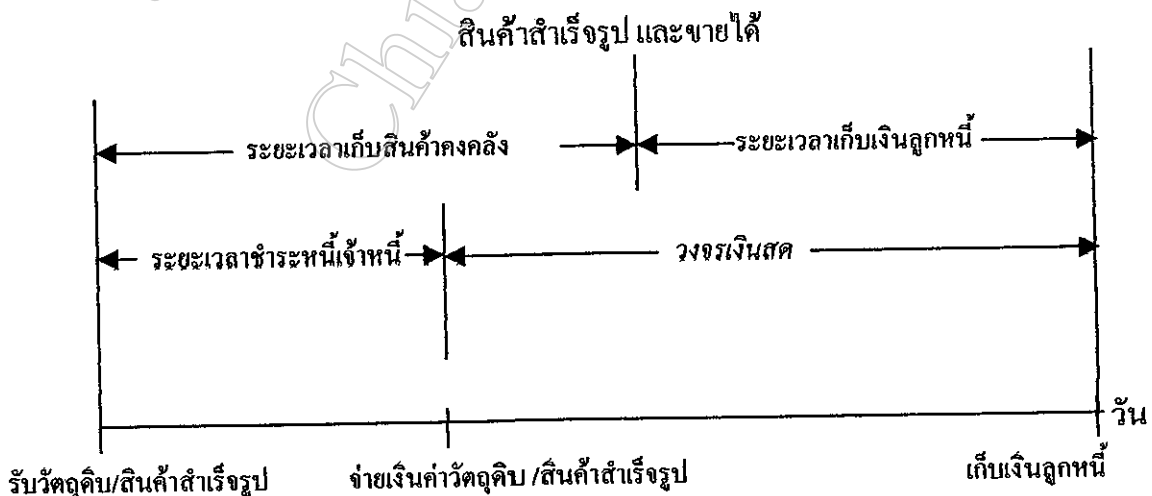 สินค้าสำเร็จรูป และขายได้
ระยะเวลาเก็บสินค้าคงคลัง
ระยะเวลาเก็บเงินลูกหนี้
ระยะเวลาชำระหนี้เจ้าหนี้
วงจรเงินสด
วัน
รับวัตถุดิบ/สินค้าสำเร็จรูป
จ่ายเงินค่าวัตถุดิบ /สินค้าสำเร็จรูป
เก็บเงินลูกหนี้